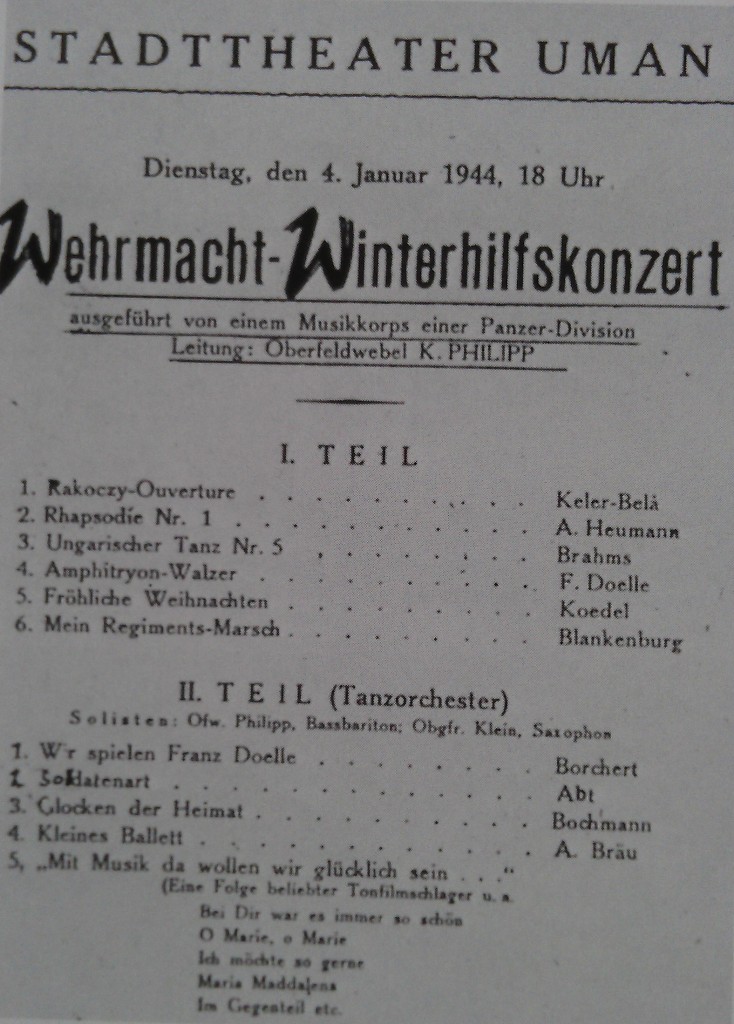 STADTTHEATER UMAN
Dienstag, den 4. Januar 1944, 18 Uhr
Wehrmacht-Winterhilfskonzert
ausgeführt von einem Musikkorps einer Panzer-Division
Leitung: Oberfeldwebel K. PHILIPP
I. TEIL
1. Rakoczy-Ouverture . . . . . . . . . . Keler-Belà
2. Rhapsodie Nr. 1 . . . . . . . . . . . A. Heumann
3. Ungarischer Tanz Nr. 5 . . . . . . . . Brahms
4. Amphitryon-Walzer . . . . . . . . . . F. Doelle
5. Fröhliche Weihnachten . . . . . . . . . Koedel
6. Mein Regiments-Marsch . . . . . . . . . Blankenburg
II. TEIL (Tanzorchester)
Solisten: Ofw. Philipp, Bassbariton; Obgfr. Klein, Saxophon
1. W'r spielen Franz Doelle . . . . . . . . Borchert
2 Soldatenart . . . . . . . . . . . . . Abt
3. Glocken der Heimat . . . . . . . . . . Bochmann
4. Kleines Ballett . . . . . . . . . . . . A. Bräu
5, „Mit Musik da wollen wir glücklich sein . . .“
(Eine Folge beliebter Tonfilmschlager u. a.
Bei Dir war es immer so schön
O Marie, o Marie
Ich möchte so gerne
Maria Maddalena
Im Gegenteil etc.